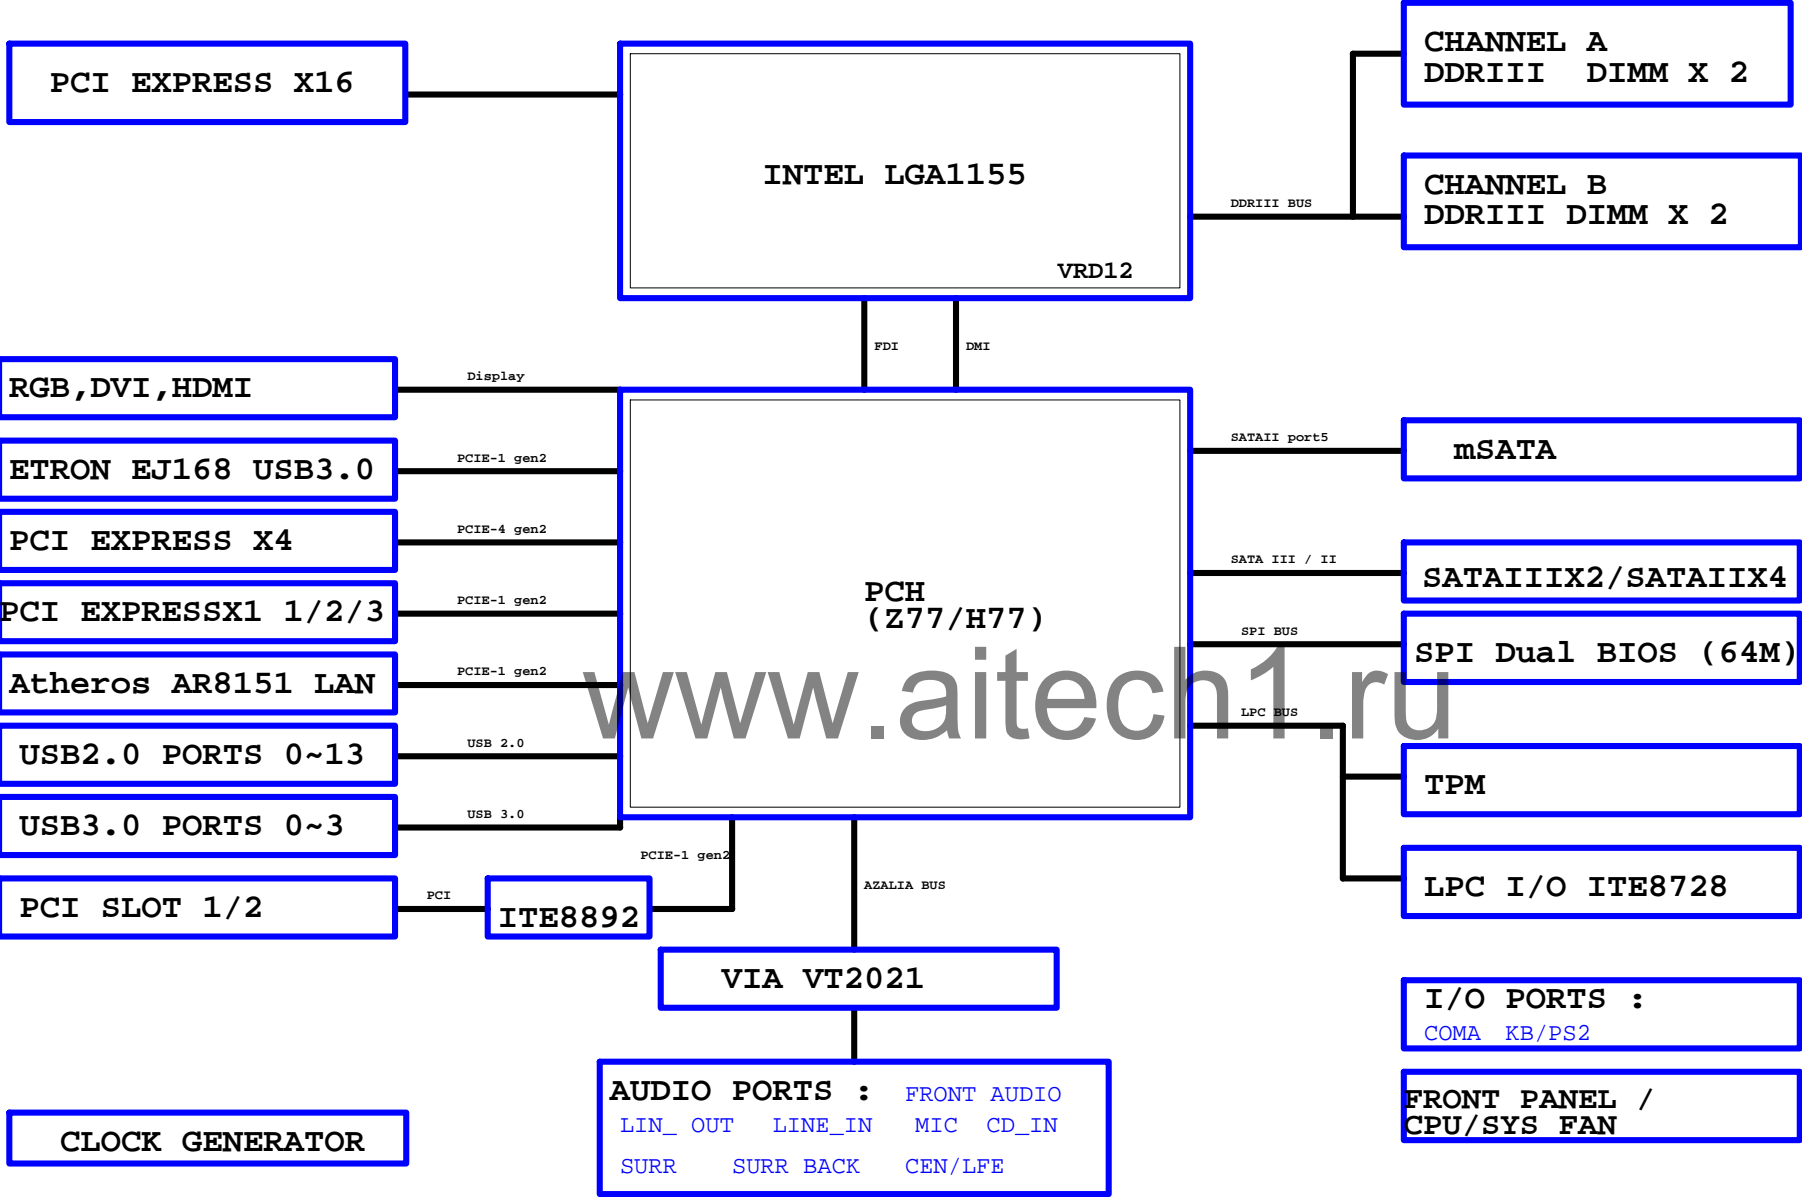 PCI EXPRESS X16
INTEL LGA1155
VRD12
CHANNEL A
DDRIII DIMM X 2
DDRIII BUS
CHANNEL B
DDRIII DIMM X 2
FDI
DMI
RGB,DVI,HDMI
Display
ETRON EJ168 USB3.0
PCIE-1 gen2
PCI EXPRESS X4
PCIE-4 gen2
PCI EXPRESSX1 1/2/3
PCIE-1 gen2
Atheros AR8151 LAN
PCIE-1 gen2
USB2.0 PORTS 0~13
USB 2.0
USB3.0 PORTS 0~3
USB 3.0
PCI SLOT 1/2
PCI
ITE8892
PCIE-1 gen2
PCH
(Z77/H77)
www.aitech1.ru
SATAII port5
mSATA
SATA III / II
SATAIIIX2/SATAIIX4
SPI BUS
SPI Dual BIOS (64M)
LPC BUS
TPM
LPC I/O ITE8728
AZALIA BUS
VIA VT2021
AUDIO PORTS : FRONT AUDIO
LIN_ OUT LINE_IN MIC CD_IN
SURR SURR BACK CEN/LFE
I/O PORTS :
COMA KB/PS2
FRONT PANEL /
CPU/SYS FAN
CLOCK GENERATOR